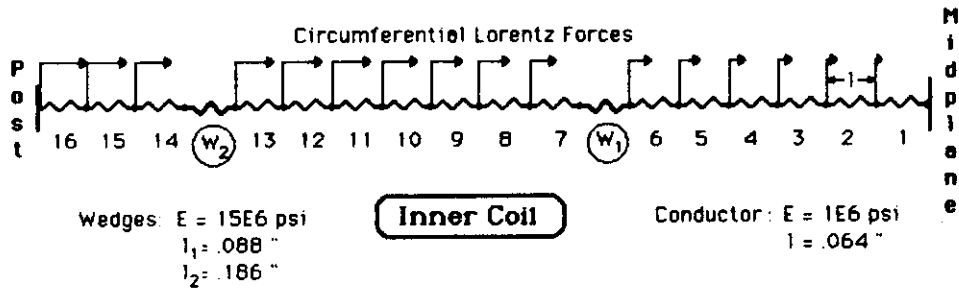 Circumferential Lorentz Forces
Post
Midplane
1
16 15 14 W2 13 12 11 10 9 8 7 W1 6 5 4 3 2 1
Wedges: E = 15E6 psi
l1= .088 "
l2= .186 "
Inner Coil
Conductor: E = 1E6 psi
l = .064 "